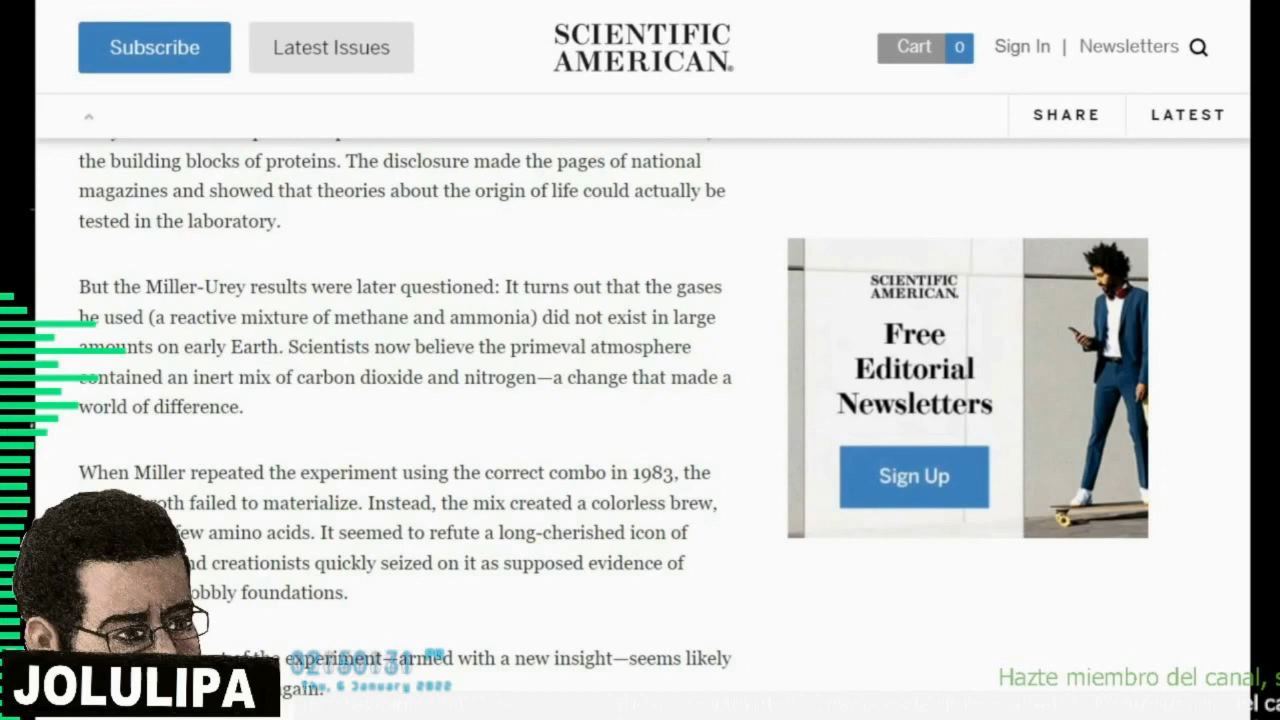 Subscribe
Latest Issues
SCIENTIFIC
AMERICAN.
Cart 0
Sign In | Newsletters
SHARE
LATEST
the building blocks of proteins. The disclosure made the pages of national
magazines and showed that theories about the origin of life could actually be
tested in the laboratory.
But the Miller-Urey results were later questioned: It turns out that the gases
he used (a reactive mixture of methane and ammonia) did not exist in large
amounts on early Earth. Scientists now believe the primeval atmosphere
contained an inert mix of carbon dioxide and nitrogen—a change that made a
world of difference.
When Miller repeated the experiment using the correct combo in 1983, the
failed to materialize. Instead, the mix created a colorless brew,
few amino acids. It seemed to refute a long-cherished icon of
creationists quickly seized on it as supposed evidence of
foundations.
of the experiment—armed with a new insight—seems likely
SCIENTIFIC
AMERICAN.
Free
Editorial
Newsletters
Sign Up
Thu, 6 January 2022
JOLULIPA
Hazte miembro del canal,